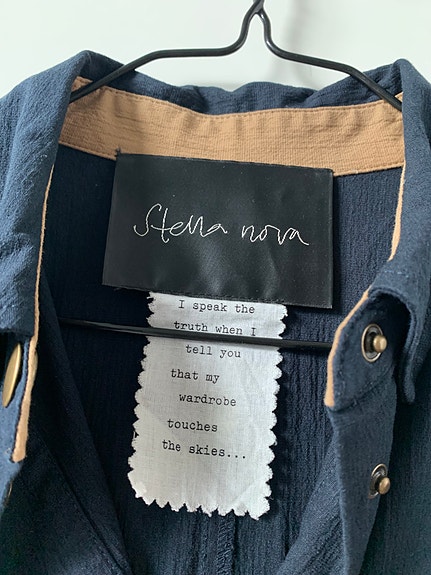 Stella nova
I speak the
truth when I
tell you
that my
wardrobe
touches
the skies...